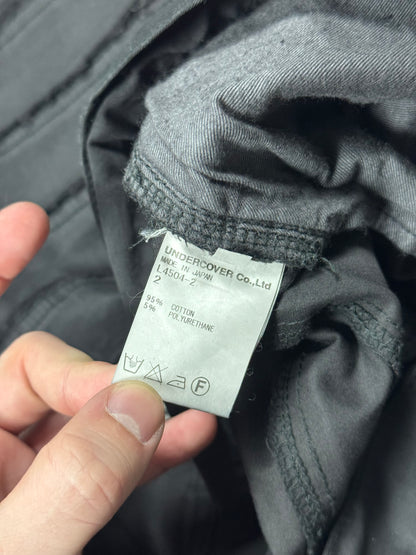 UNDERCOVER Co., Ltd
MADE IN JAPAN
L4504-2
2
95% COTTON
5% POLYURETHANE
F